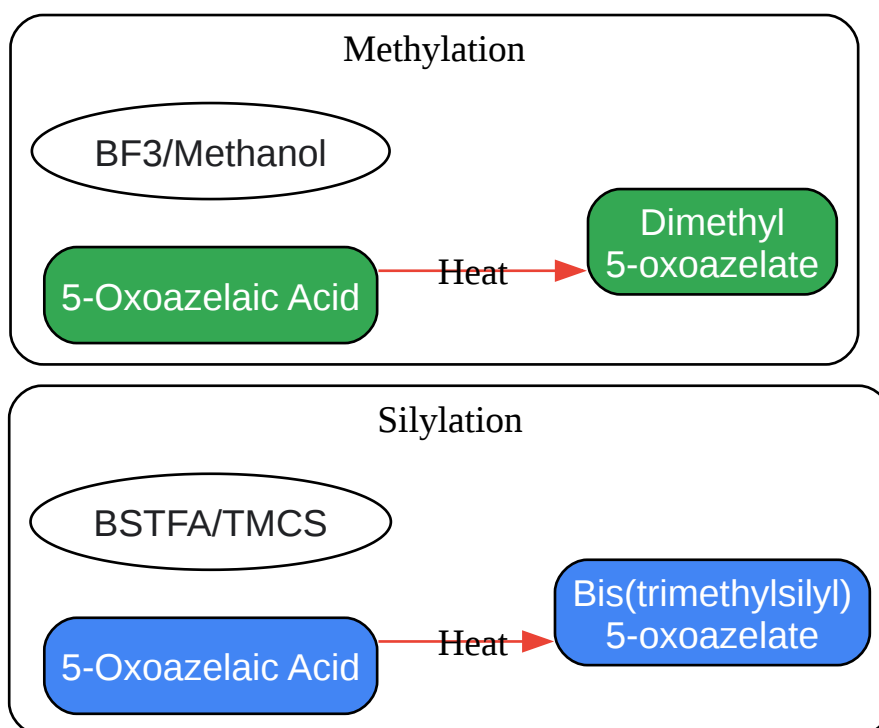 Methylation
BF3/Methanol
5-Oxoazelaic Acid
Heat
Dimethyl
5-oxoazelate
Silylation
BSTFA/TMCS
5-Oxoazelaic Acid
Heat
Bis(trimethylsilyl)
5-oxoazelate